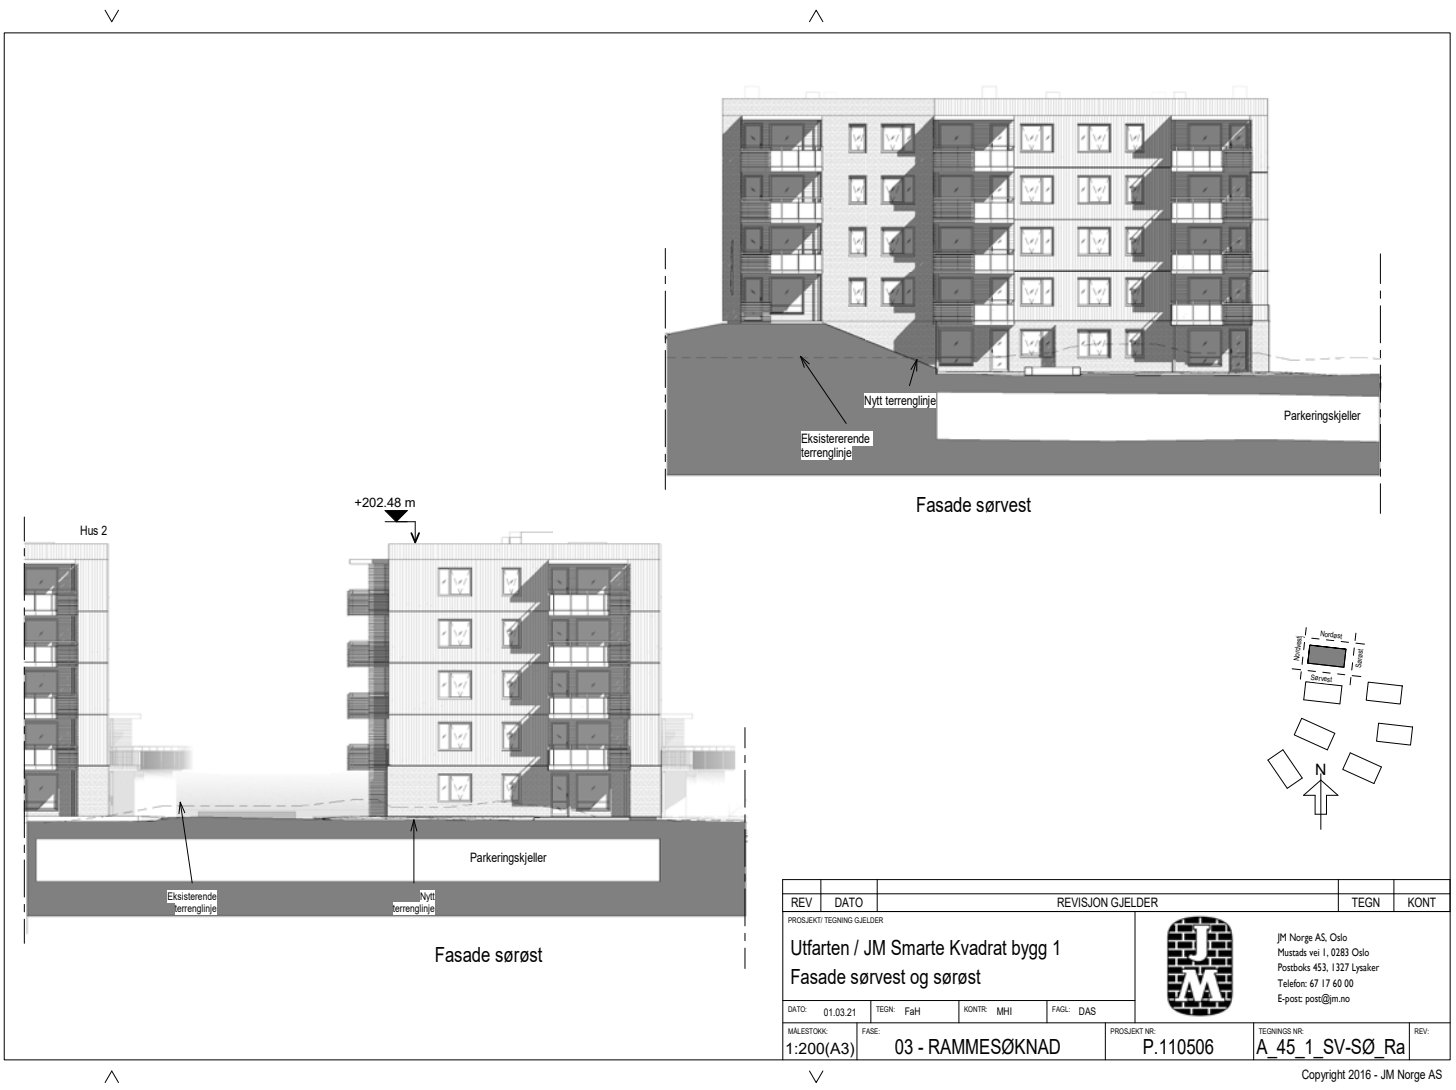 Nytt terrenglinje
Eksistererende
terrenglinje
Parkeringskjeller
Fasade sørvest
+202.48 m
Hus 2
Parkeringskjeller
Eksisterende
terrenglinje
Nytt
terrenglinje
Fasade sørøst
Nordøst
Nordvest
Sørøst
Sørvest
N
REV DATO REVISJON GJELDER TEGN KONT
PROSJEKT/ TEGNING GJELDER
Utfarten / JM Smarte Kvadrat bygg 1
Fasade sørvest og sørøst
JM
JM Norge AS, Oslo
Mustads vei 1, 0283 Oslo
Postboks 453, 1327 Lysaker
Telefon: 67 17 60 00
E-post: post@jm.no
DATO: 01.03.21 TEGN: FaH KONTR: MHI FAGL: DAS
MÅLESTOKK: FASE: PROSJEKT NR: TEGNINGS NR: REV:
1:200(A3) 03 - RAMMESØKNAD P.110506 A_45_1_SV-SØ_Ra
Copyright 2016 - JM Norge AS